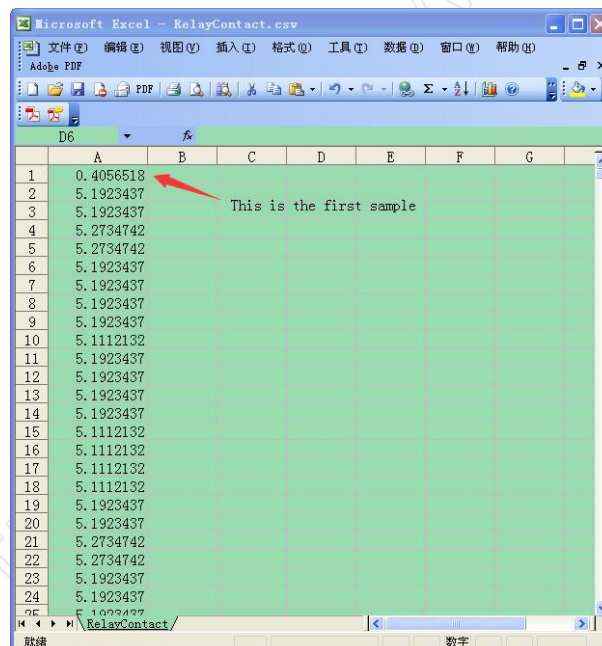 Microsoft Excel - RelayContact.csv
文件(F) 编辑(E) 视图(V) 插入(I) 格式(O) 工具(T) 数据(D) 窗口(W) 帮助(H)
Adobe PDF
PDF
D6 fx
A B C D E F G
1 0.4056518
This is the first sample
2 5.1923437
3 5.1923437
4 5.2734742
5 5.2734742
6 5.1923437
7 5.1923437
8 5.1923437
9 5.1923437
10 5.1112132
11 5.1923437
12 5.1923437
13 5.1923437
14 5.1923437
15 5.1112132
16 5.1112132
17 5.1112132
18 5.1112132
19 5.1923437
20 5.1923437
21 5.2734742
22 5.2734742
23 5.1923437
24 5.1923437
25 5.1923437
RelayContact
就绪 数字